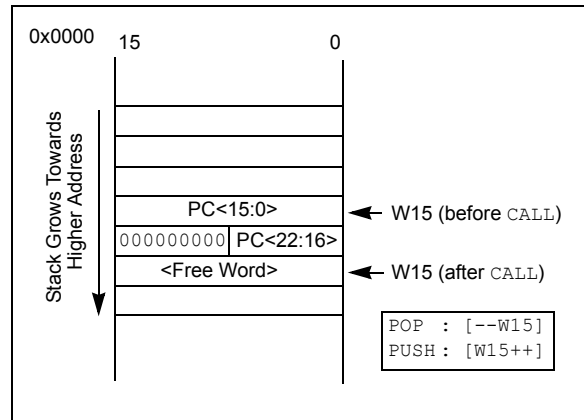 0x0000
15 0
Stack Grows Towards
Higher Address
PC<15:0>
W15 (before CALL)
000000000 PC<22:16>
<Free Word>
W15 (after CALL)
POP : [--W15]
PUSH : [W15++]